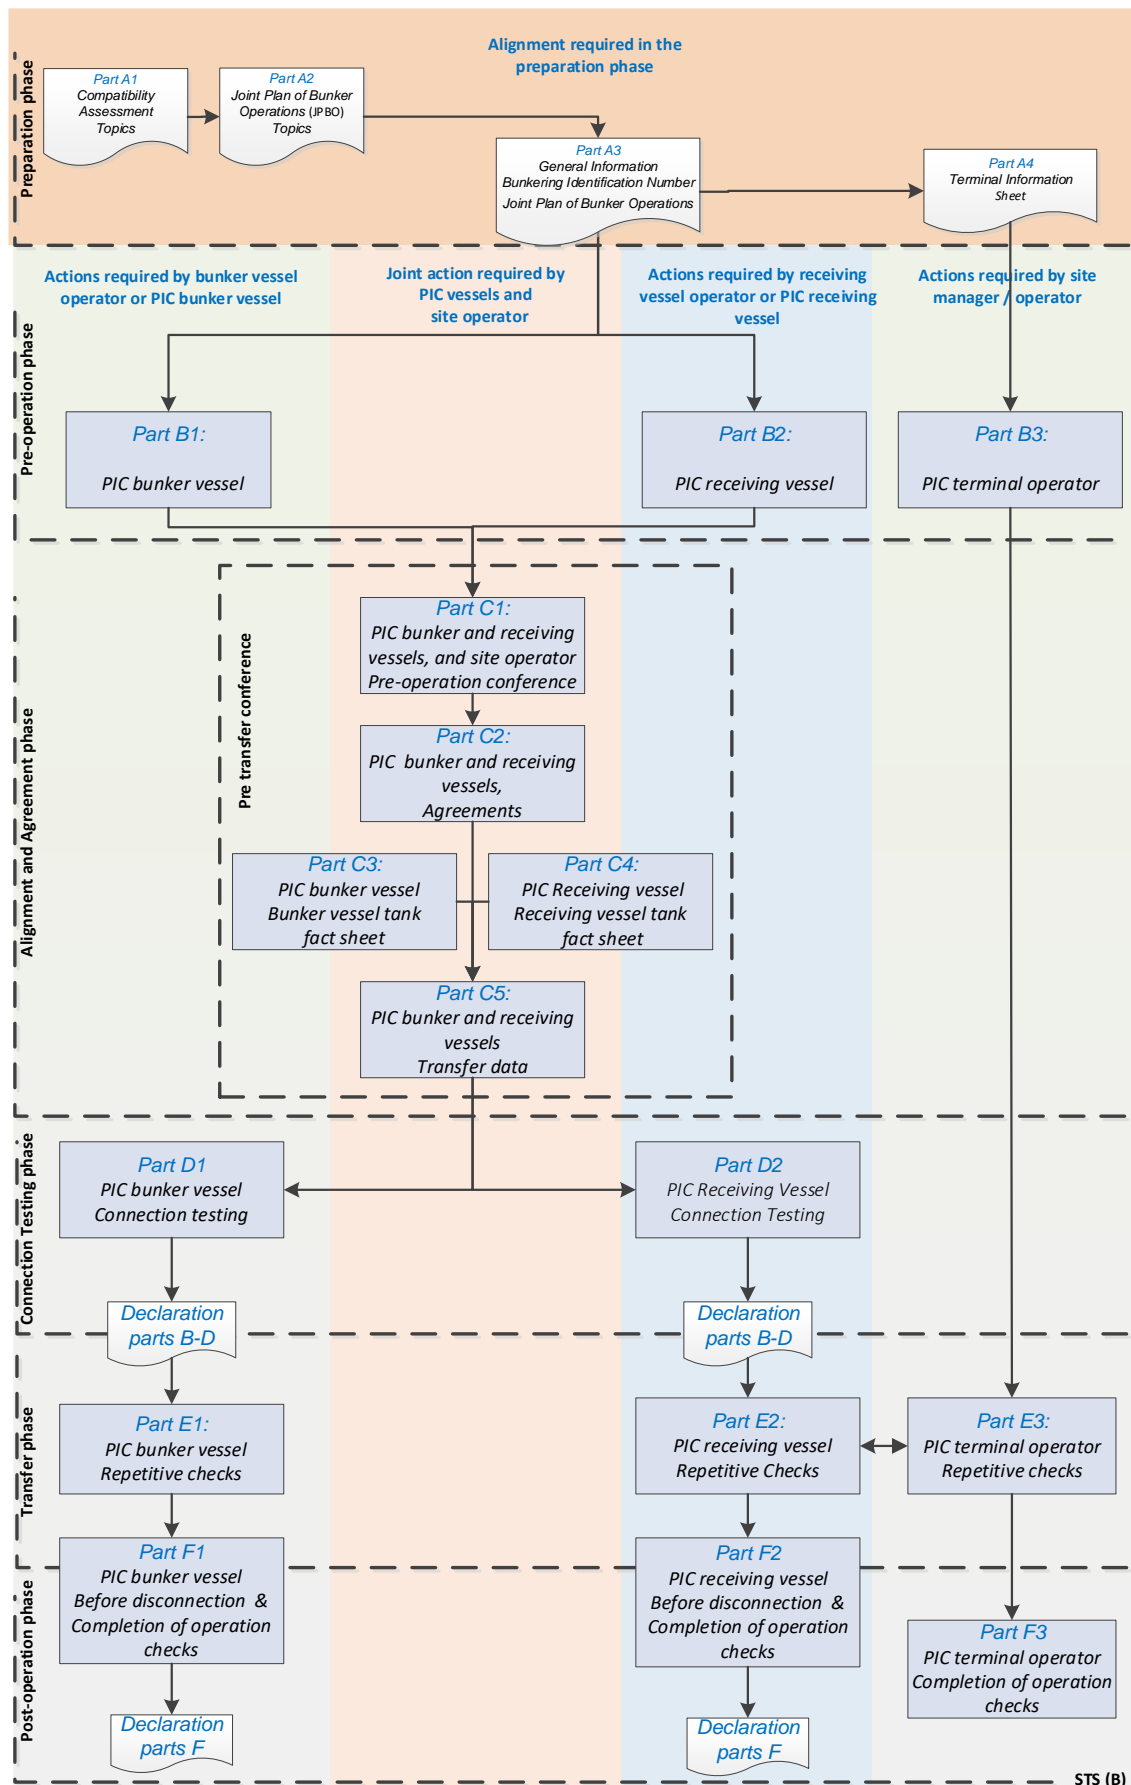 Alignment required in the
preparation phase
Preparation phase
Part A1
Compatibility
Assessment
Topics
Part A2
Joint Plan of Bunker
Operations (JPBO)
Topics
Part A3
General Information
Bunkering Identification Number
Joint Plan of Bunker Operations
Part A4
Terminal Information
Sheet
Pre-operation phase
Actions required by bunker vessel
operator or PIC bunker vessel
Joint action required by
PIC vessels and
site operator
Actions required by receiving
vessel operator or PIC receiving
vessel
Actions required by site
manager / operator
Part B1:
PIC bunker vessel
Part B2:
PIC receiving vessel
Part B3:
PIC terminal operator
Alignment and Agreement phase
Pre transfer conference
Part C1:
PIC bunker and receiving
vessels, and site operator
Pre-operation conference
Part C2:
PIC bunker and receiving
vessels,
Agreements
Part C3:
PIC bunker vessel
Bunker vessel tank
fact sheet
Part C4:
PIC Receiving vessel
Receiving vessel tank
fact sheet
Part C5:
PIC bunker and receiving
vessels
Transfer data
Connection Testing phase
Part D1
PIC bunker vessel
Connection testing
Part D2
PIC Receiving Vessel
Connection Testing
Declaration
parts B-D
Declaration
parts B-D
Transfer phase
Part E1:
PIC bunker vessel
Repetitive checks
Part E2:
PIC receiving vessel
Repetitive Checks
Part E3:
PIC terminal operator
Repetitive checks
Post-operation phase
Part F1
PIC bunker vessel
Before disconnection &
Completion of operation
checks
Part F2
PIC receiving vessel
Before disconnection &
Completion of operation
checks
Part F3
PIC terminal operator
Completion of operation
checks
Declaration
parts F
Declaration
parts F
STS (B)